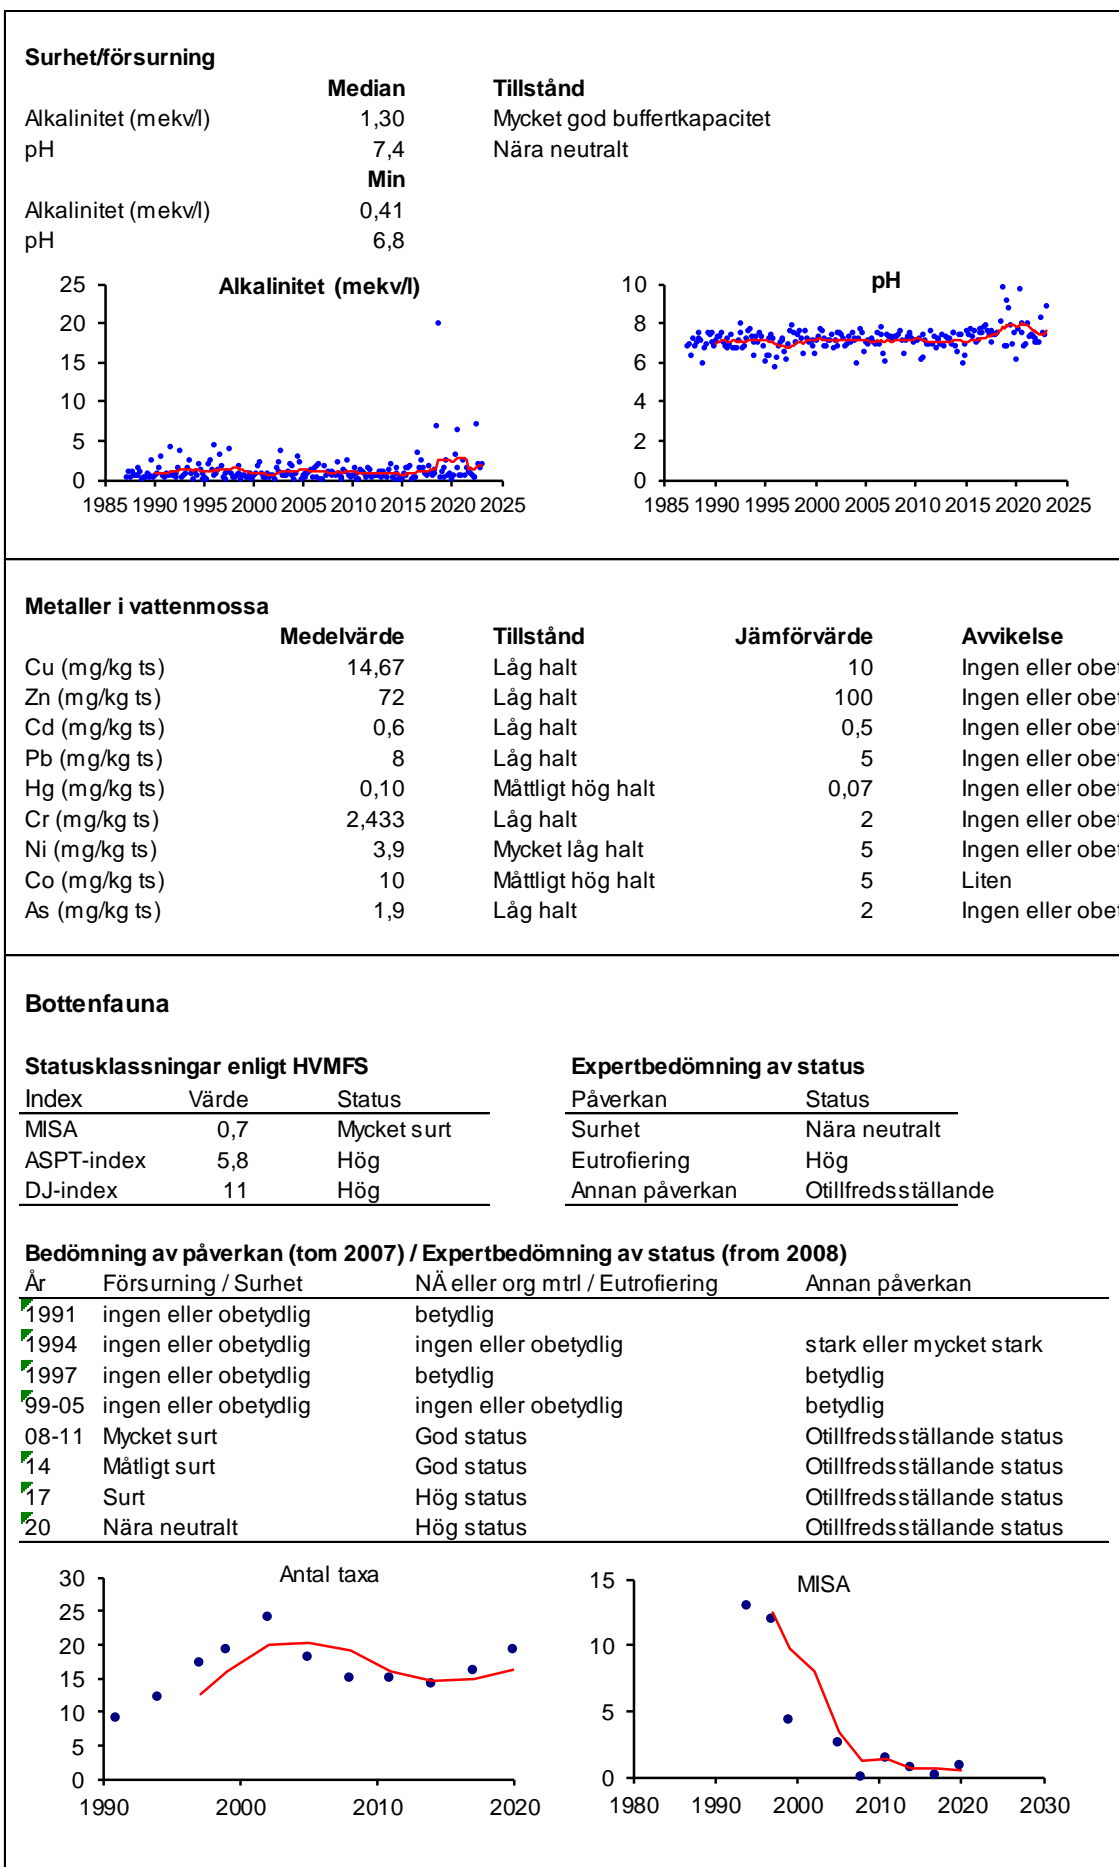 Surhet/försurning
Median Tillstånd
Alkalinitet (mekv/l) 1,30 Mycket god buffertkapacitet
pH 7,4 Nära neutralt
Min
Alkalinitet (mekv/l) 0,41
pH 6,8
Alkalinitet (mekv/l)
25
20
15
10
5
0
1985 1990 1995 2000 2005 2010 2015 2020 2025
pH
10
8
6
4
2
0
1985 1990 1995 2000 2005 2010 2015 2020 2025
Metaller i vattenmossa
Medelvärde Tillstånd Jämförvärde Avvikelse
Cu (mg/kg ts) 14,67 Låg halt 10 Ingen eller obet
Zn (mg/kg ts) 72 Låg halt 100 Ingen eller obet
Cd (mg/kg ts) 0,6 Låg halt 0,5 Ingen eller obet
Pb (mg/kg ts) 8 Låg halt 5 Ingen eller obet
Hg (mg/kg ts) 0,10 Måttligt hög halt 0,07 Ingen eller obet
Cr (mg/kg ts) 2,433 Låg halt 2 Ingen eller obet
Ni (mg/kg ts) 3,9 Mycket låg halt 5 Ingen eller obet
Co (mg/kg ts) 10 Måttligt hög halt 5 Liten
As (mg/kg ts) 1,9 Låg halt 2 Ingen eller obet
Bottenfauna
Statusklassningar enligt HVMFS
Index Värde Status
MISA 0,7 Mycket surt
ASPT-index 5,8 Hög
DJ-index 11 Hög
Expertbedömning av status
Påverkan Status
Surhet Nära neutralt
Eutrofiering Hög
Annan påverkan Otillfredsställande
Bedömning av påverkan (tom 2007) / Expertbedömning av status (from 2008)
År Försurning / Surhet NÄ eller org mtrl / Eutrofiering Annan påverkan
1991 ingen eller obetydlig betydlig
1994 ingen eller obetydlig ingen eller obetydlig stark eller mycket stark
1997 ingen eller obetydlig betydlig betydlig
99-05 ingen eller obetydlig ingen eller obetydlig betydlig
08-11 Mycket surt God status Otillfredsställande status
14 Måtligt surt God status Otillfredsställande status
17 Surt Hög status Otillfredsställande status
20 Nära neutralt Hög status Otillfredsställande status
Antal taxa
30
25
20
15
10
5
0
1990 2000 2010 2020
MISA
15
10
5
0
1980 1990 2000 2010 2020 2030